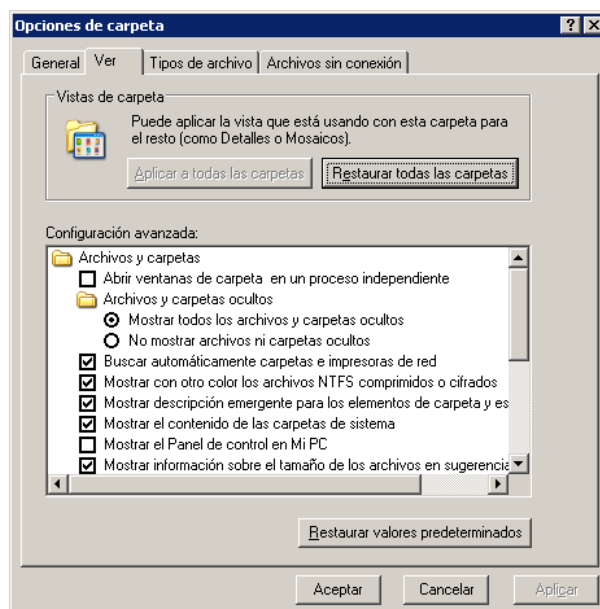 Opciones de carpeta
General Ver Tipos de archivo Archivos sin conexión
Vistas de carpeta
Puede aplicar la vista que está usando con esta carpeta para
el resto (como Detalles o Mosaicos).
Aplicar a todas las carpetas Restaurar todas las carpetas
Configuración avanzada:
Archivos y carpetas
Abrir ventanas de carpeta en un proceso independiente
Archivos y carpetas ocultos
Mostrar todos los archivos y carpetas ocultos
No mostrar archivos ni carpetas ocultos
Buscar automáticamente carpetas e impresoras de red
Mostrar con otro color los archivos NTFS comprimidos o cifrados
Mostrar descripción emergente para los elementos de carpeta y es
Mostrar el contenido de las carpetas de sistema
Mostrar el Panel de control en Mi PC
Mostrar información sobre el tamaño de los archivos en sugerencia
Restaurar valores predeterminados
Aceptar Cancelar Aplicar